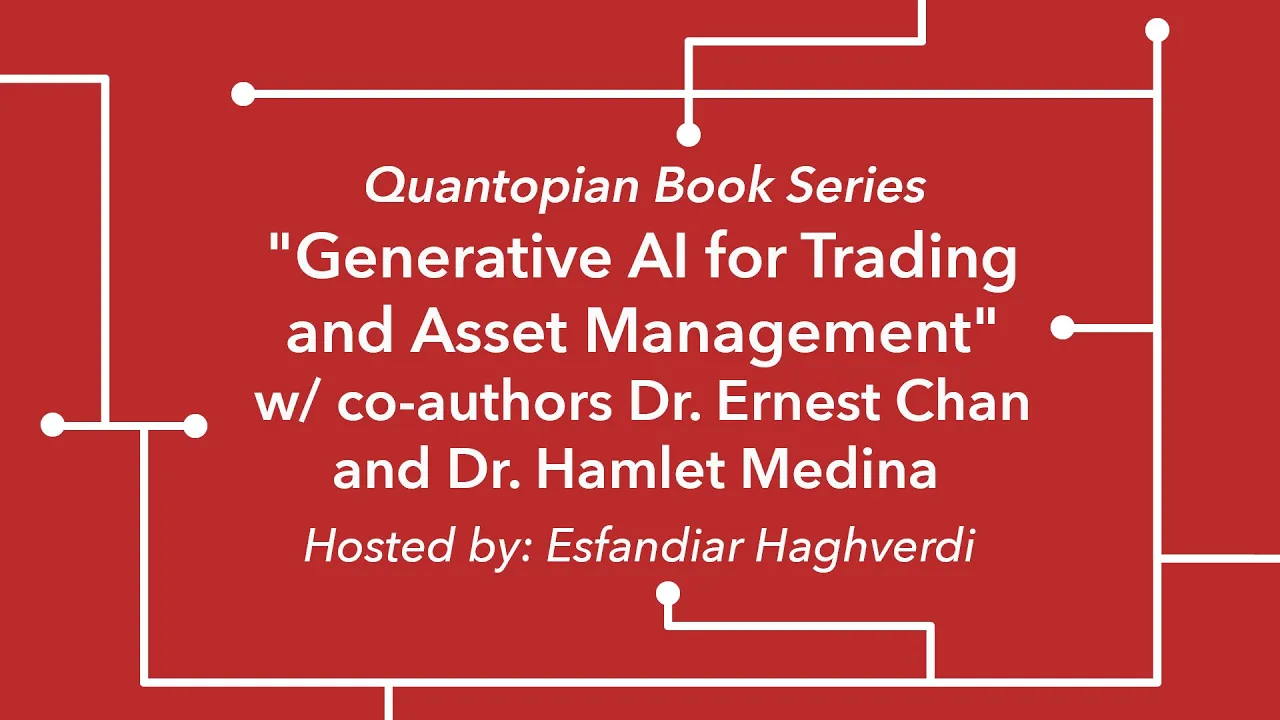 Quantopian Book Series
"Generative AI for Trading
and Asset Management"
w/ co-authors Dr. Ernest Chan
and Dr. Hamlet Medina
Hosted by: Esfandiar Haghverdi